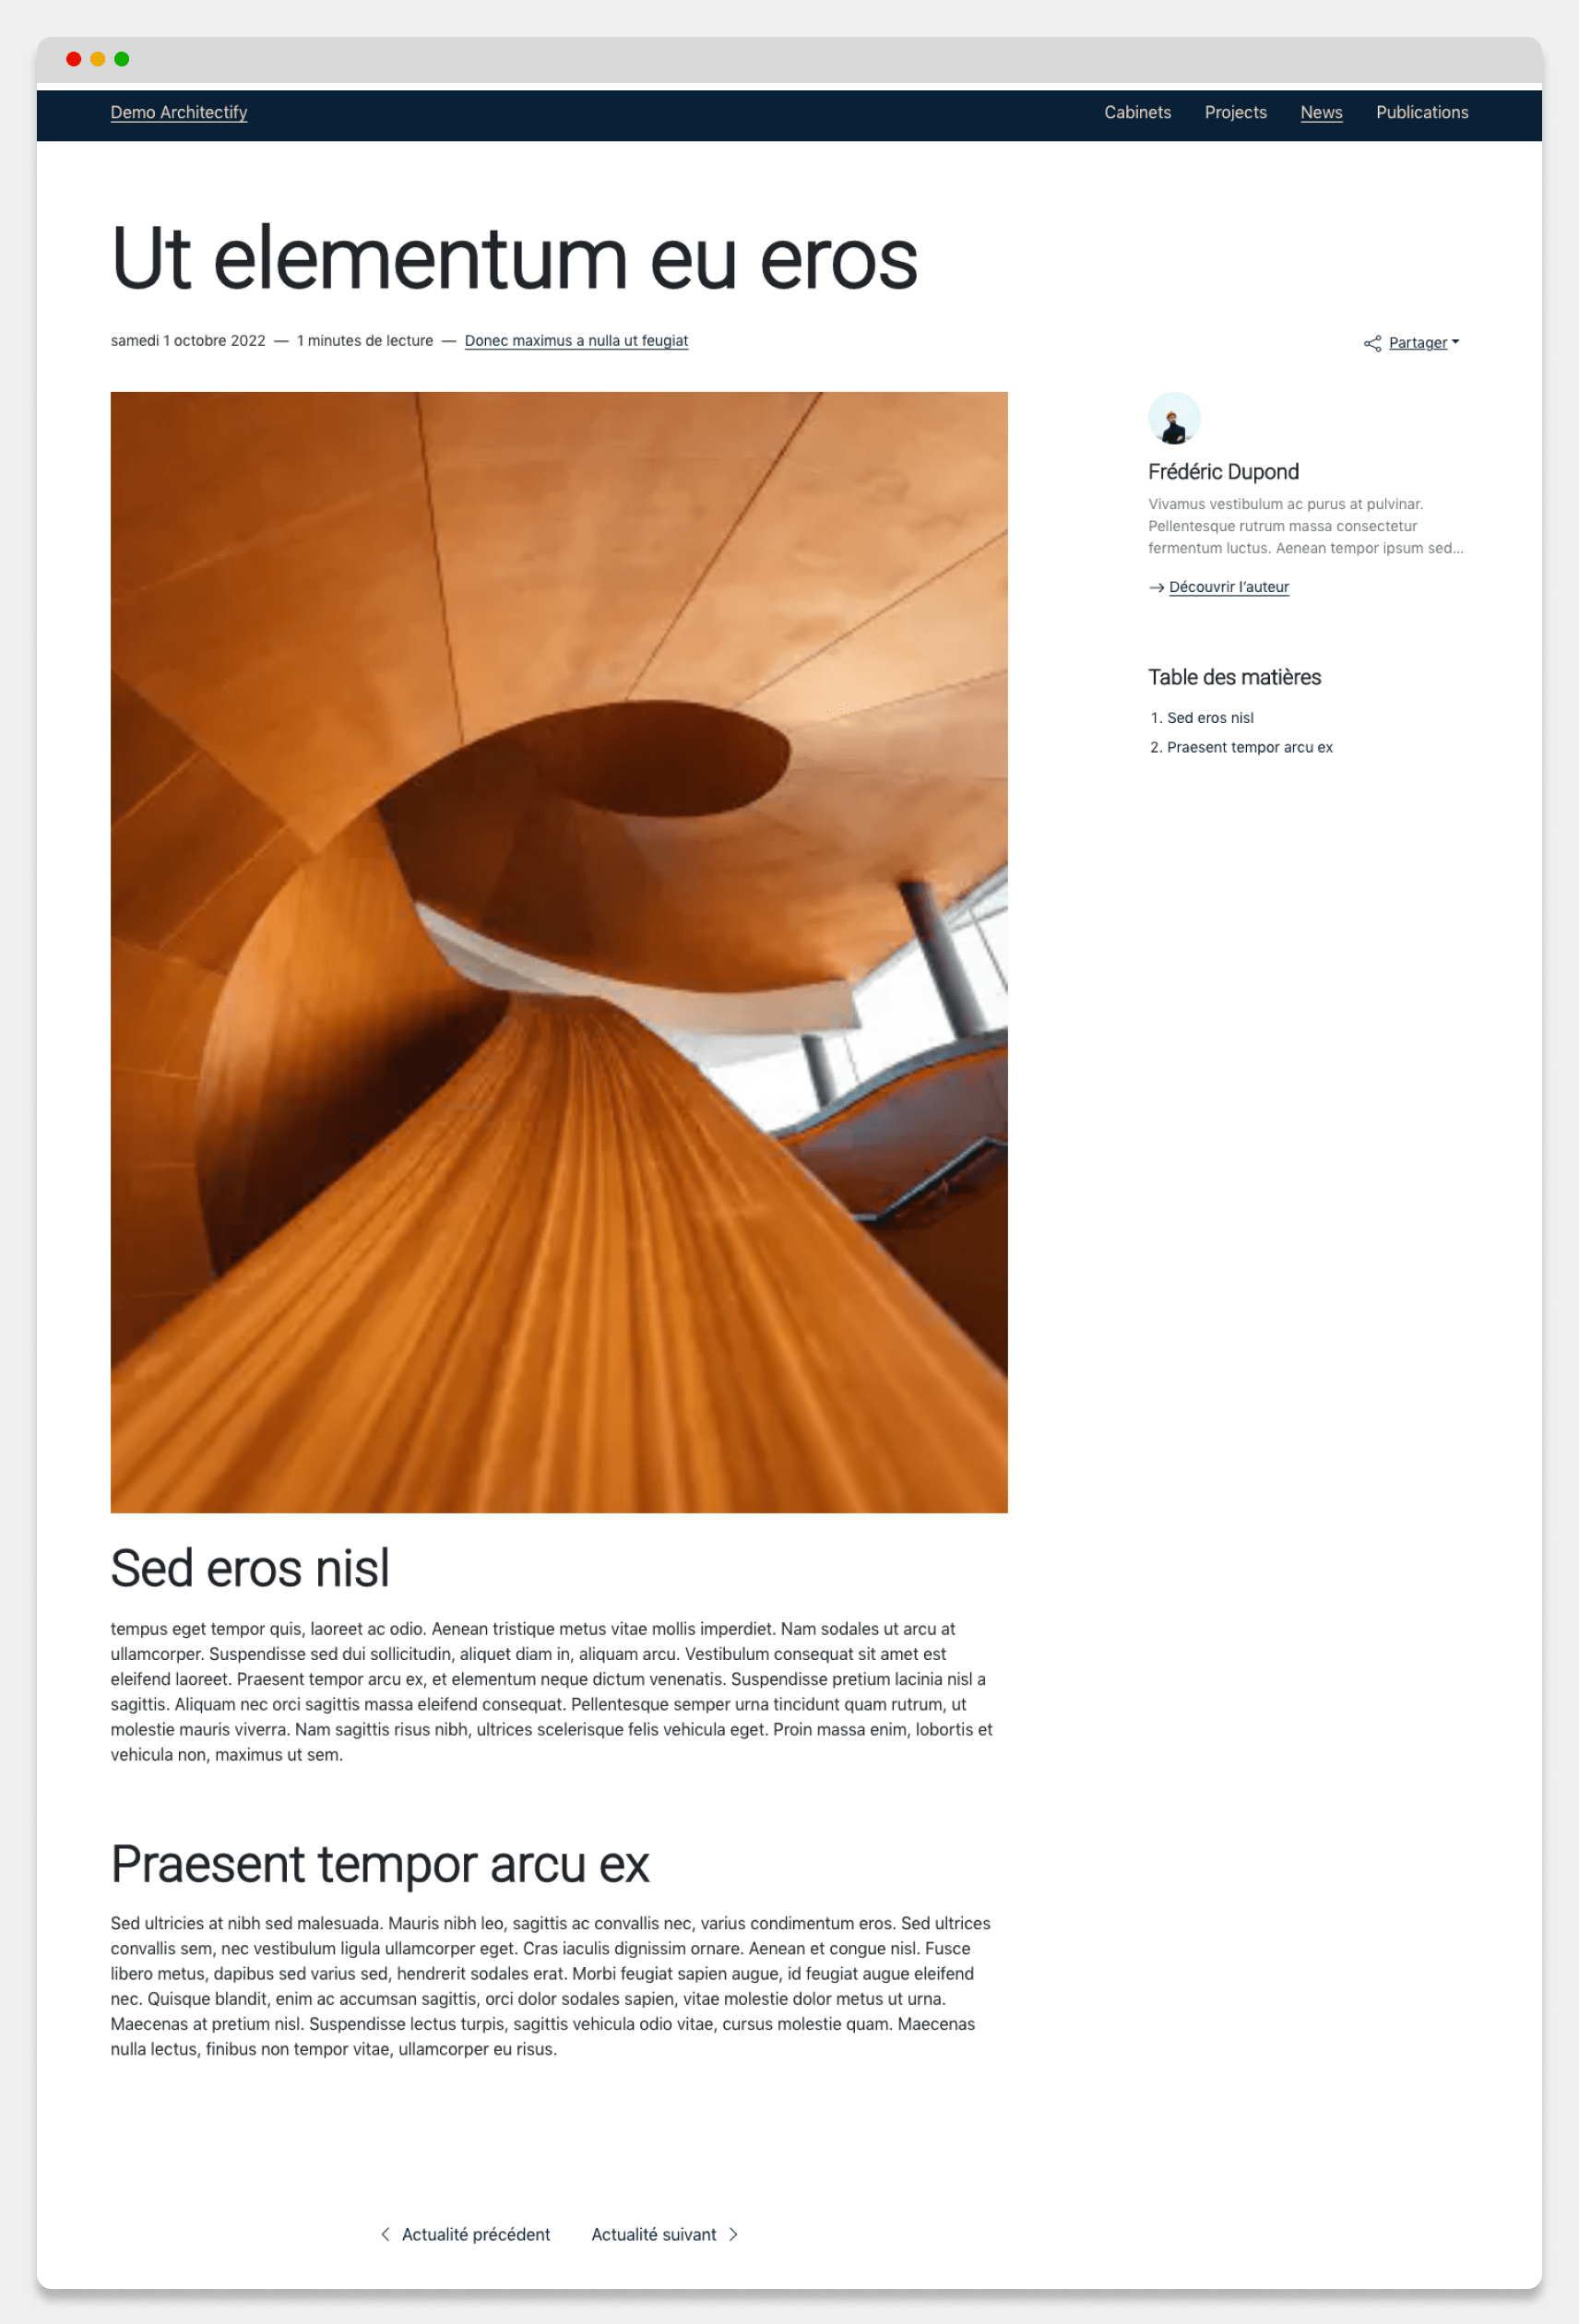 Demo Architectify
Cabinets Projects News Publications
Ut elementum eu eros
samedi 1 octobre 2022 — 1 minutes de lecture — Donec maximus a nulla ut feugiat
Partager
Frédéric Dupond
Vivamus vestibulum ac purus at pulvinar.
Pellentesque rutrum massa consectetur
fermentum luctus. Aenean tempor ipsum sed...
Découvrir l'auteur
Table des matières
1. Sed eros nisl
2. Praesent tempor arcu ex
Sed eros nisl
tempus eget tempor quis, laoreet ac odio. Aenean tristique metus vitae mollis imperdiet. Nam sodales ut arcu at
ullamcorper. Suspendisse sed dui sollicitudin, aliquet diam in, aliquam arcu. Vestibulum consequat sit amet est
eleifend laoreet. Praesent tempor arcu ex, et elementum neque dictum venenatis. Suspendisse pretium lacinia nisl a
sagittis. Aliquam nec orci sagittis massa eleifend consequat. Pellentesque semper urna tincidunt quam rutrum, ut
molestie mauris viverra. Nam sagittis risus nibh, ultrices scelerisque felis vehicula eget. Proin massa enim, lobortis et
vehicula non, maximus ut sem.
Praesent tempor arcu ex
Sed ultricies at nibh sed malesuada. Mauris nibh leo, sagittis ac convallis nec, varius condimentum eros. Sed ultrices
convallis sem, nec vestibulum ligula ullamcorper eget. Cras iaculis dignissim ornare. Aenean et congue nisl. Fusce
libero metus, dapibus sed varius sed, hendrerit sodales erat. Morbi feugiat sapien augue, id feugiat augue eleifend
nec. Quisque blandit, enim ac accumsan sagittis, orci dolor sodales sapien, vitae molestie dolor metus ut urna.
Maecenas at pretium nisl. Suspendisse lectus turpis, sagittis vehicula odio vitae, cursus molestie quam. Maecenas
nulla lectus, finibus non tempor vitae, ullamcorper eu risus.
Actualité précédent Actualité suivant